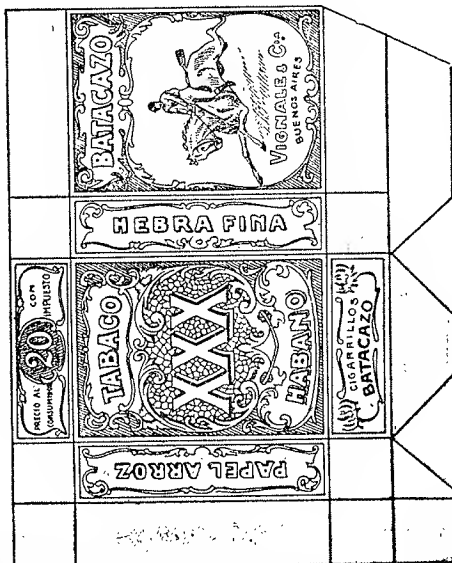 BATACAZO
VIGNALE & Cía
BUENOS AIRES
HEBRA FINA
PRECIO AL
CONSUMIDOR
20
CON
IMPUESTO
TABACO
XXX
HABANO
CIGARRILLOS
BATACAZO
PAPEL ARROZ